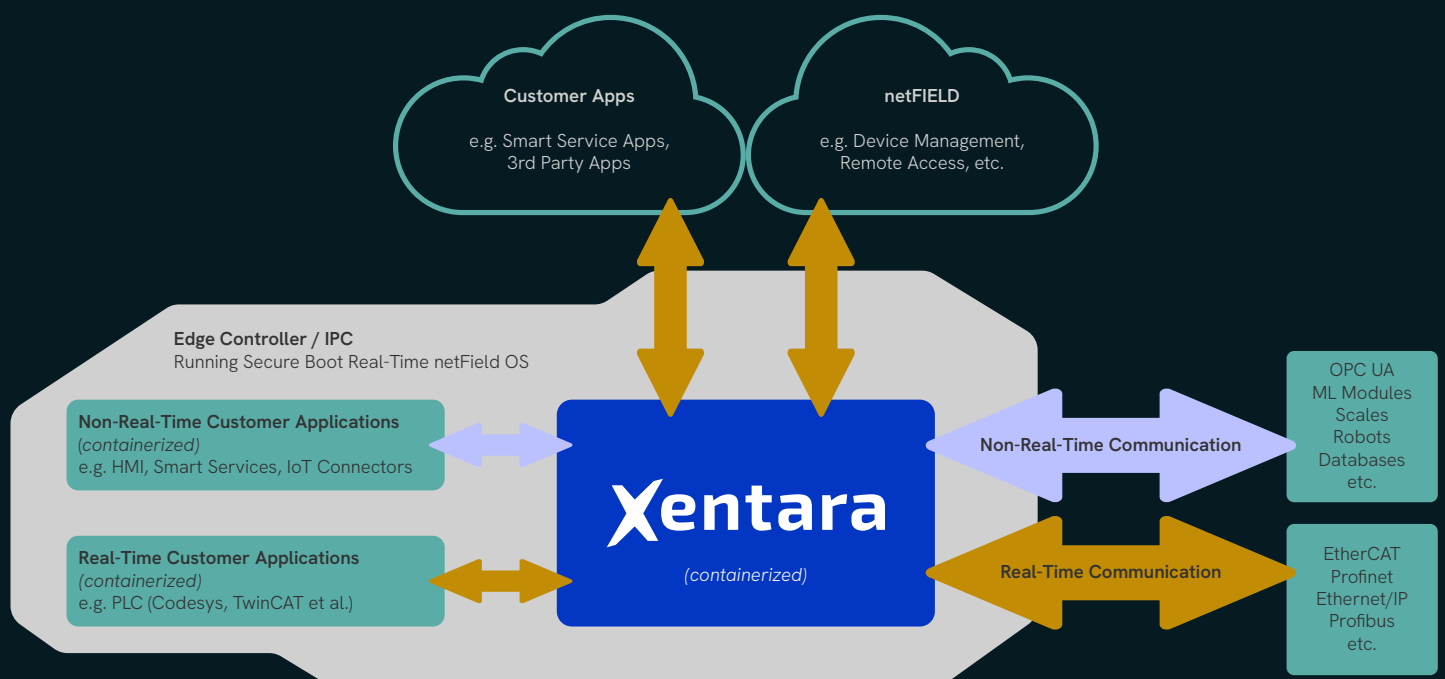 Customer Apps
e.g. Smart Service Apps,
3rd Party Apps
netFIELD
e.g. Device Management,
Remote Access, etc.
Edge Controller / IPC
Running Secure Boot Real-Time netField OS
Non-Real-Time Customer Applications
(containerized)
e.g. HMI, Smart Services, IoT Connectors
Real-Time Customer Applications
(containerized)
e.g. PLC (Codesys, TwinCAT et al.)
Xentara
(containerized)
Non-Real-Time Communication
Real-Time Communication
OPC UA
ML Modules
Scales
Robots
Databases
etc.
EtherCAT
Profinet
Ethernet/IP
Profibus
etc.